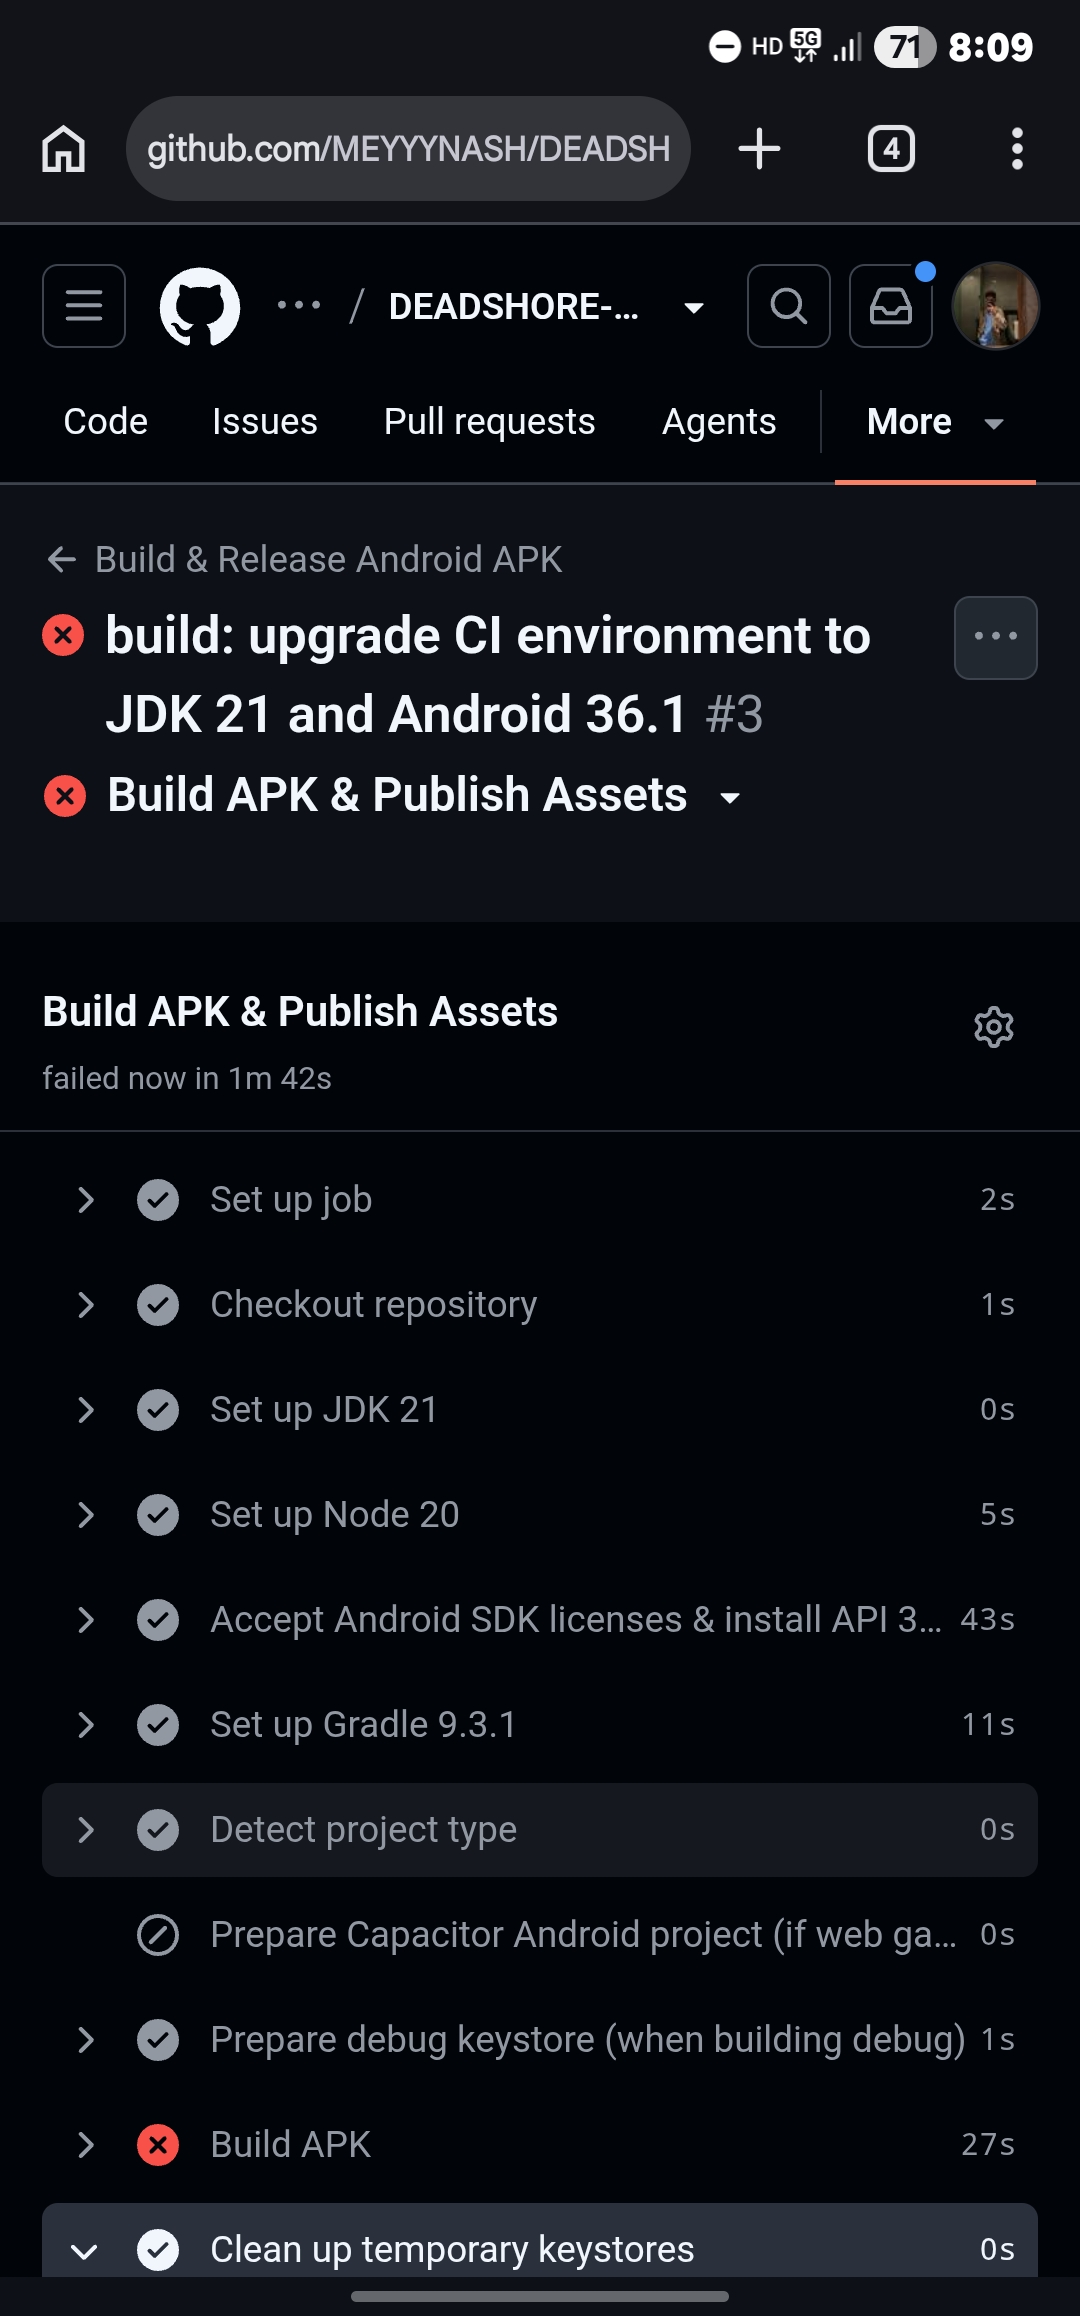 HD 5G 71 8:09
github.com/MEYYYNASH/DEADSH
4
... / DEADSHORE-...
Code Issues Pull requests Agents More
← Build & Release Android APK
build: upgrade CI environment to
JDK 21 and Android 36.1 #3
Build APK & Publish Assets
Build APK & Publish Assets
failed now in 1m 42s
Set up job 2s
Checkout repository 1s
Set up JDK 21 0s
Set up Node 20 5s
Accept Android SDK licenses & install API 3... 43s
Set up Gradle 9.3.1 11s
Detect project type 0s
Prepare Capacitor Android project (if web ga... 0s
Prepare debug keystore (when building debug) 1s
Build APK 27s
Clean up temporary keystores 0s